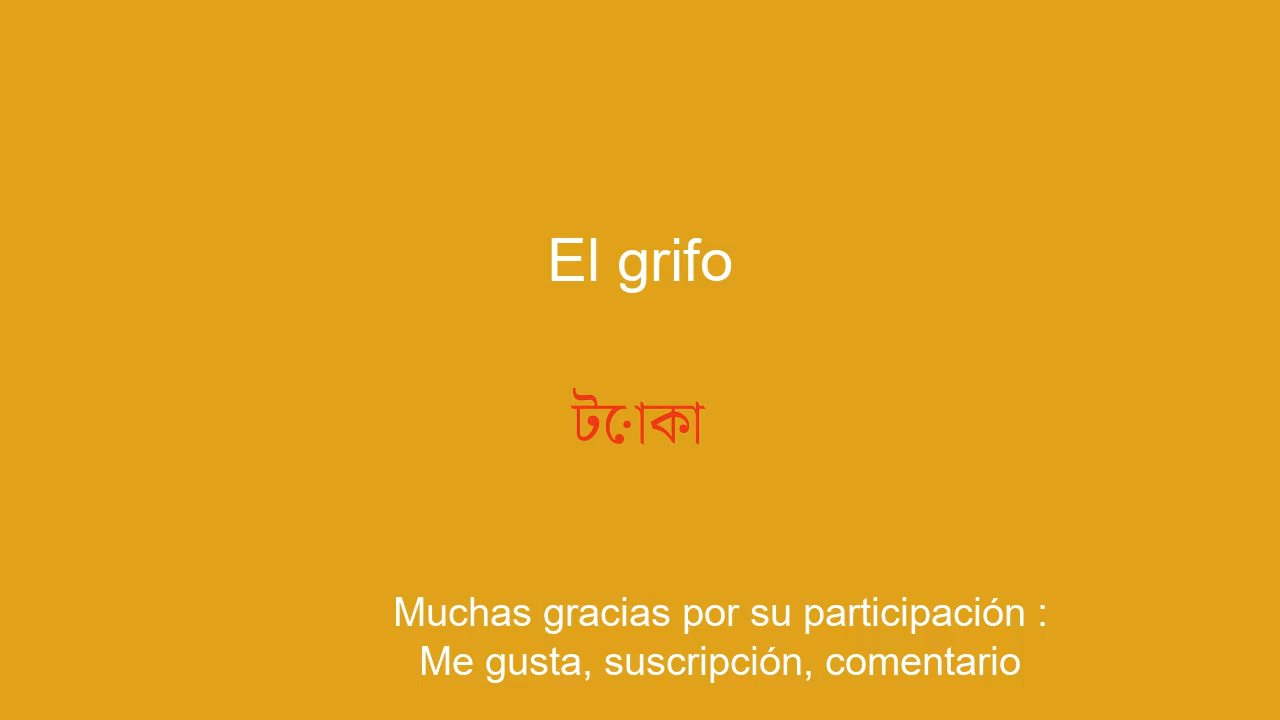 El grifo
টোকা
Muchas gracias por su participación :
Me gusta, suscripción, comentario